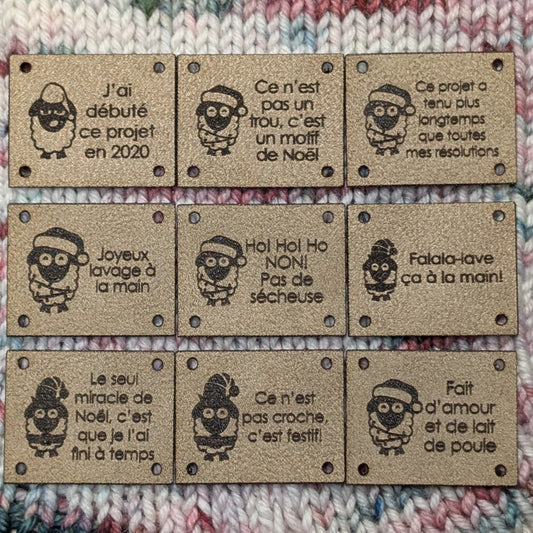 J'ai
débuté
ce projet
en 2020
Ce n'est
pas un
trou, c'est
un motif
de Noël
Ce projet a
tenu plus
longtemps
que toutes
mes résolutions
Joyeux
lavage à
la main
Ho! Ho! Ho
NON!
Pas de
sécheuse
Falala-lave
ça à la main!
Le seul
miracle de
Noël, c'est
que je l'ai
fini à temps
Ce n'est
pas croche,
c'est festif!
Fait
d'amour
et de lait
de poule